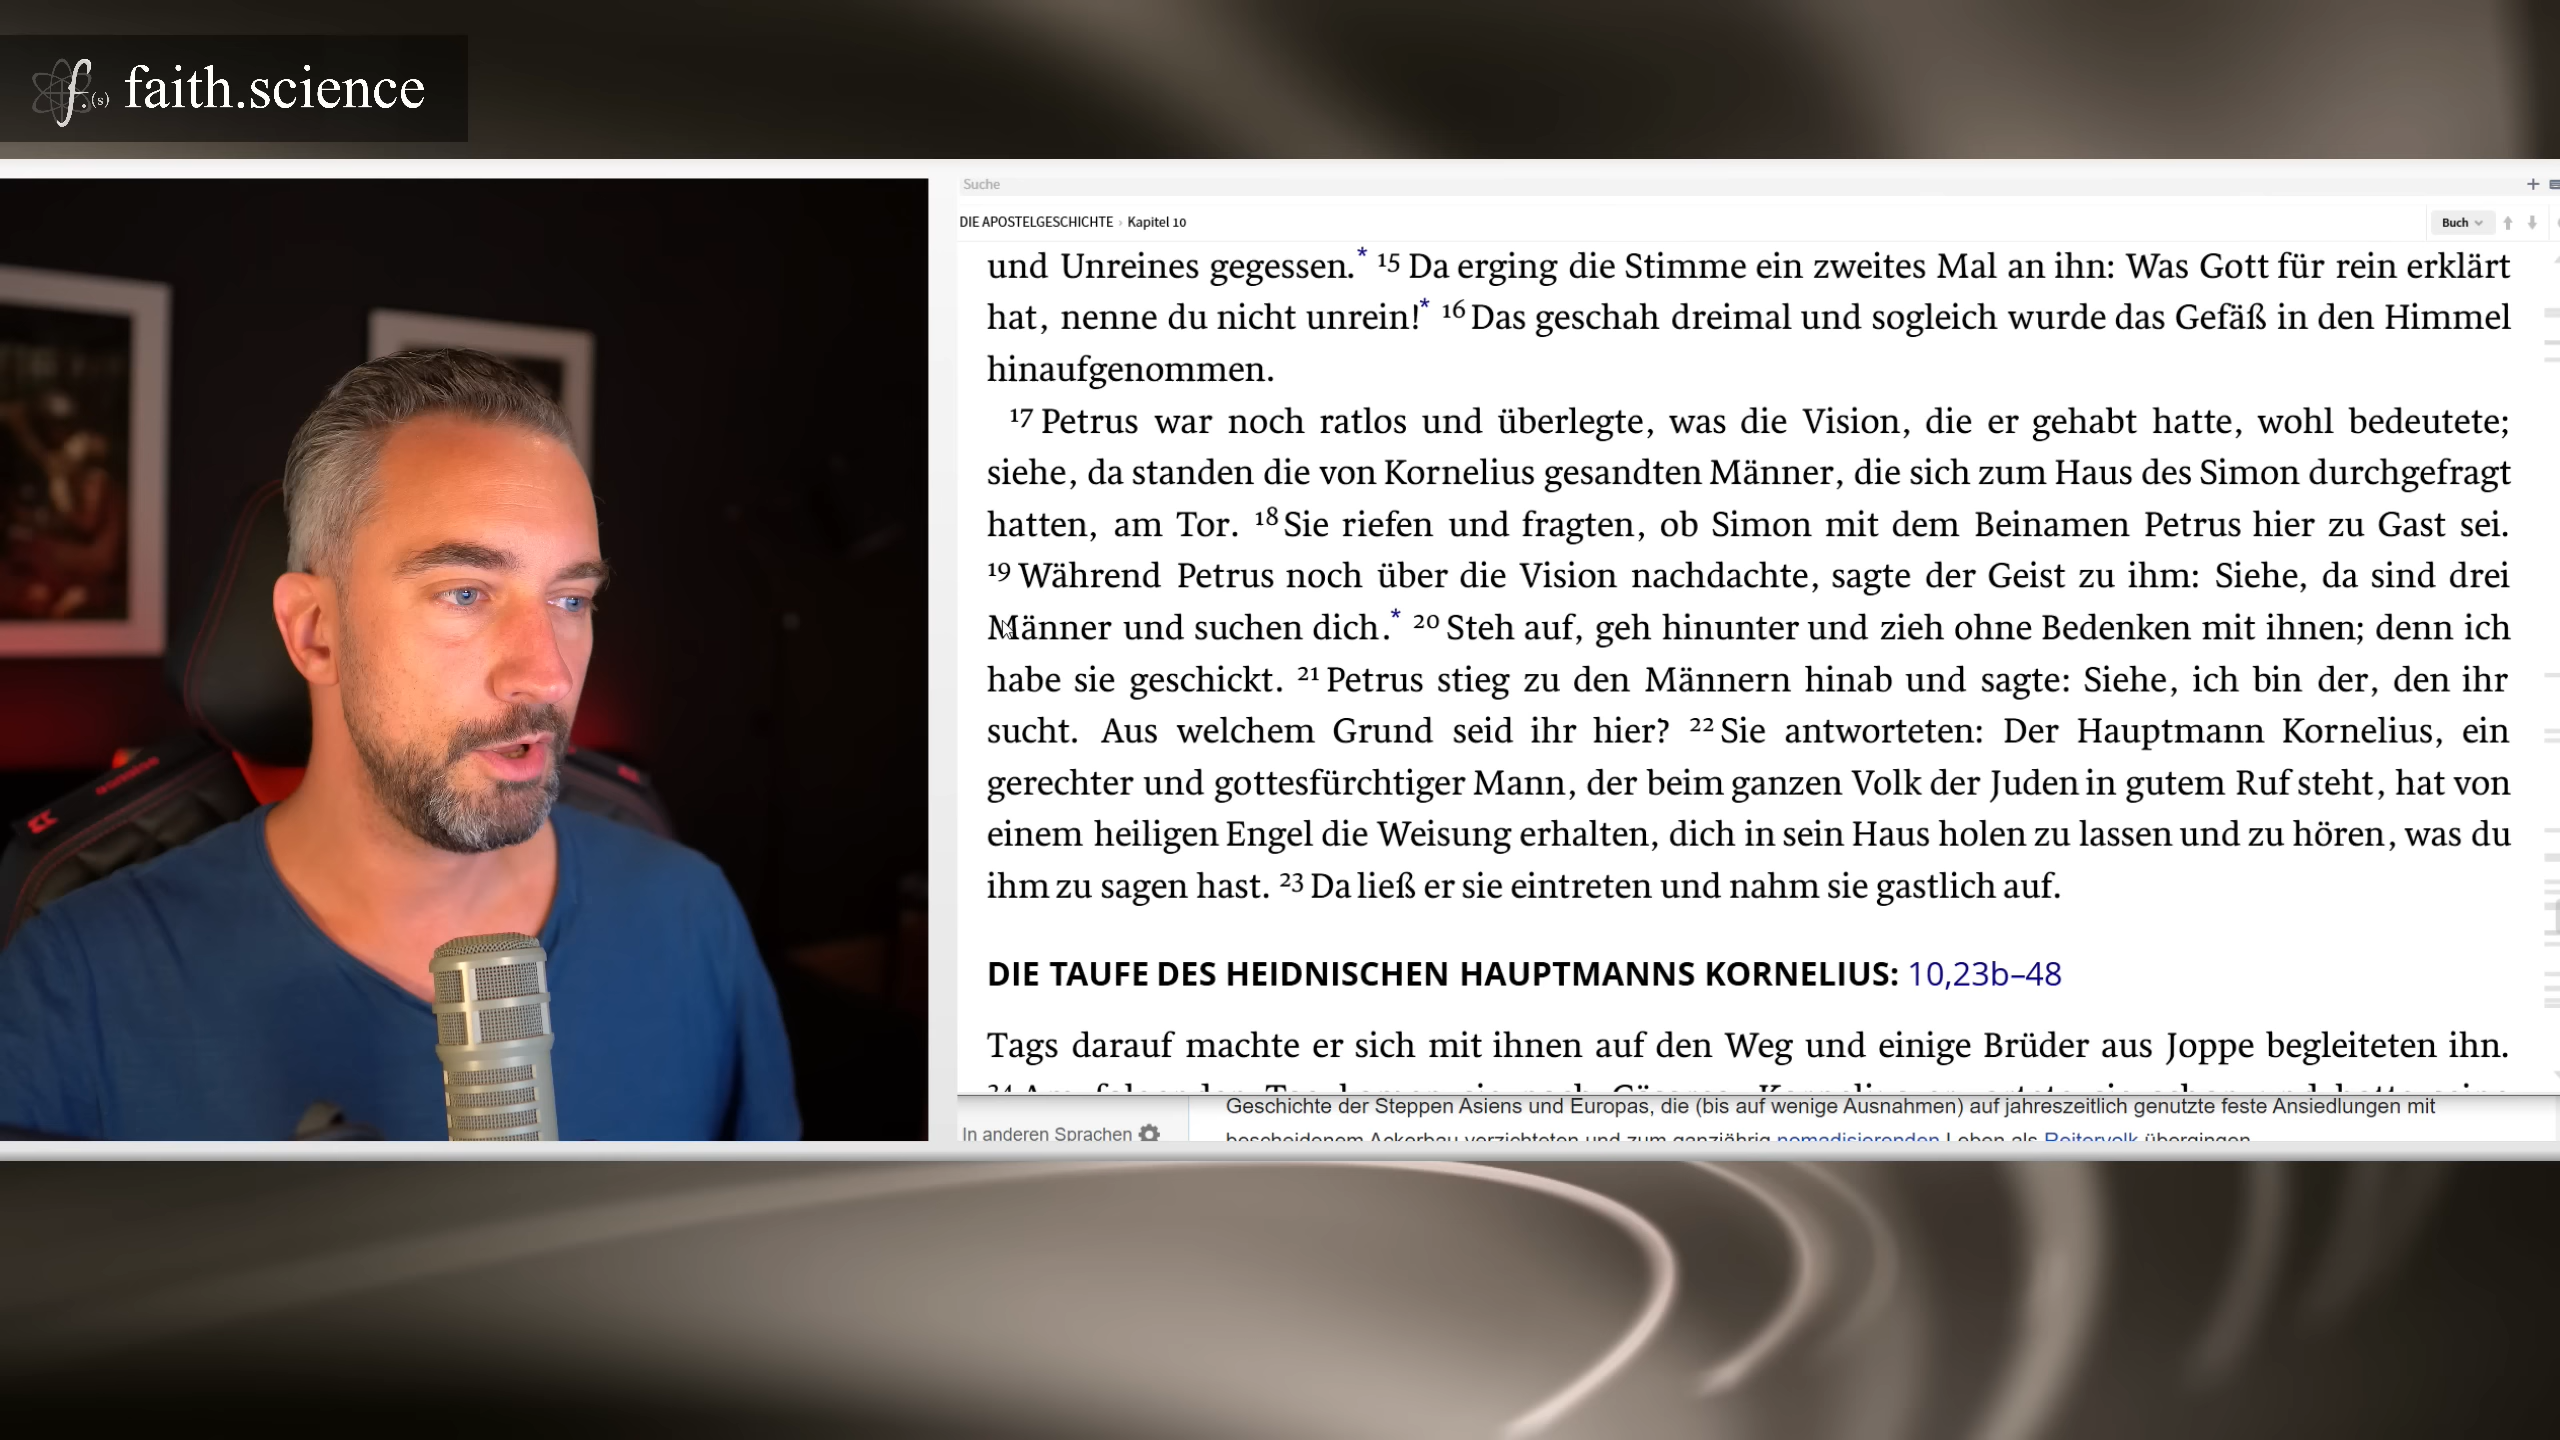 f.(s) faith.science
Suche
DIE APOSTELGESCHICHTE › Kapitel 10
Buch
und Unreines gegessen.* 15 Da erging die Stimme ein zweites Mal an ihn: Was Gott für rein erklärt
hat, nenne du nicht unrein!* 16 Das geschah dreimal und sogleich wurde das Gefäß in den Himmel
hinaufgenommen.
17 Petrus war noch ratlos und überlegte, was die Vision, die er gehabt hatte, wohl bedeutete;
siehe, da standen die von Kornelius gesandten Männer, die sich zum Haus des Simon durchgefragt
hatten, am Tor. 18 Sie riefen und fragten, ob Simon mit dem Beinamen Petrus hier zu Gast sei.
19 Während Petrus noch über die Vision nachdachte, sagte der Geist zu ihm: Siehe, da sind drei
Männer und suchen dich.* 20 Steh auf, geh hinunter und zieh ohne Bedenken mit ihnen; denn ich
habe sie geschickt. 21 Petrus stieg zu den Männern hinab und sagte: Siehe, ich bin der, den ihr
sucht. Aus welchem Grund seid ihr hier? 22 Sie antworteten: Der Hauptmann Kornelius, ein
gerechter und gottesfürchtiger Mann, der beim ganzen Volk der Juden in gutem Ruf steht, hat von
einem heiligen Engel die Weisung erhalten, dich in sein Haus holen zu lassen und zu hören, was du
ihm zu sagen hast. 23 Da ließ er sie eintreten und nahm sie gastlich auf.
DIE TAUFE DES HEIDNISCHEN HAUPTMANNS KORNELIUS: 10,23b–48
Tags darauf machte er sich mit ihnen auf den Weg und einige Brüder aus Joppe begleiteten ihn.
Geschichte der Steppen Asiens und Europas, die (bis auf wenige Ausnahmen) auf jahreszeitlich genutzte feste Ansiedlungen mit
In anderen Sprachen
bescheidenem Ackerbau verzichteten und zum ganzjährig nomadisierenden Leben als Reitervolk übergingen